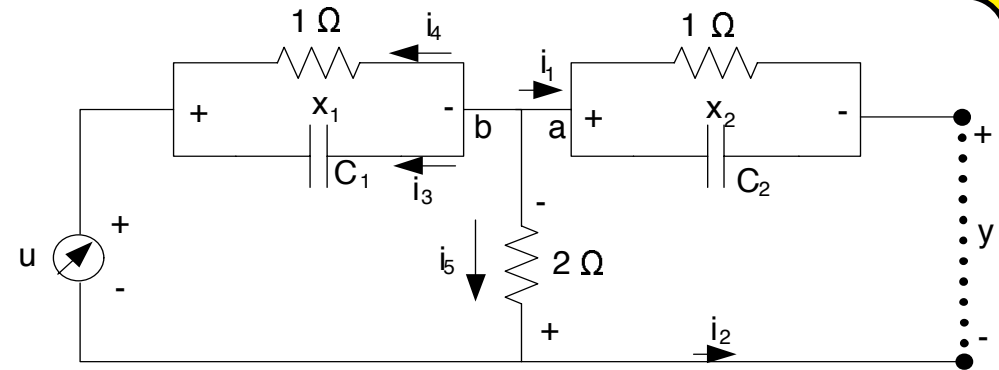 1 Ω
i4
1 Ω
i1
+ x1 -
b
a
+ x2 -
+
C1
i3
C2
-
u
+
-
i5
2 Ω
y
+
i2
-